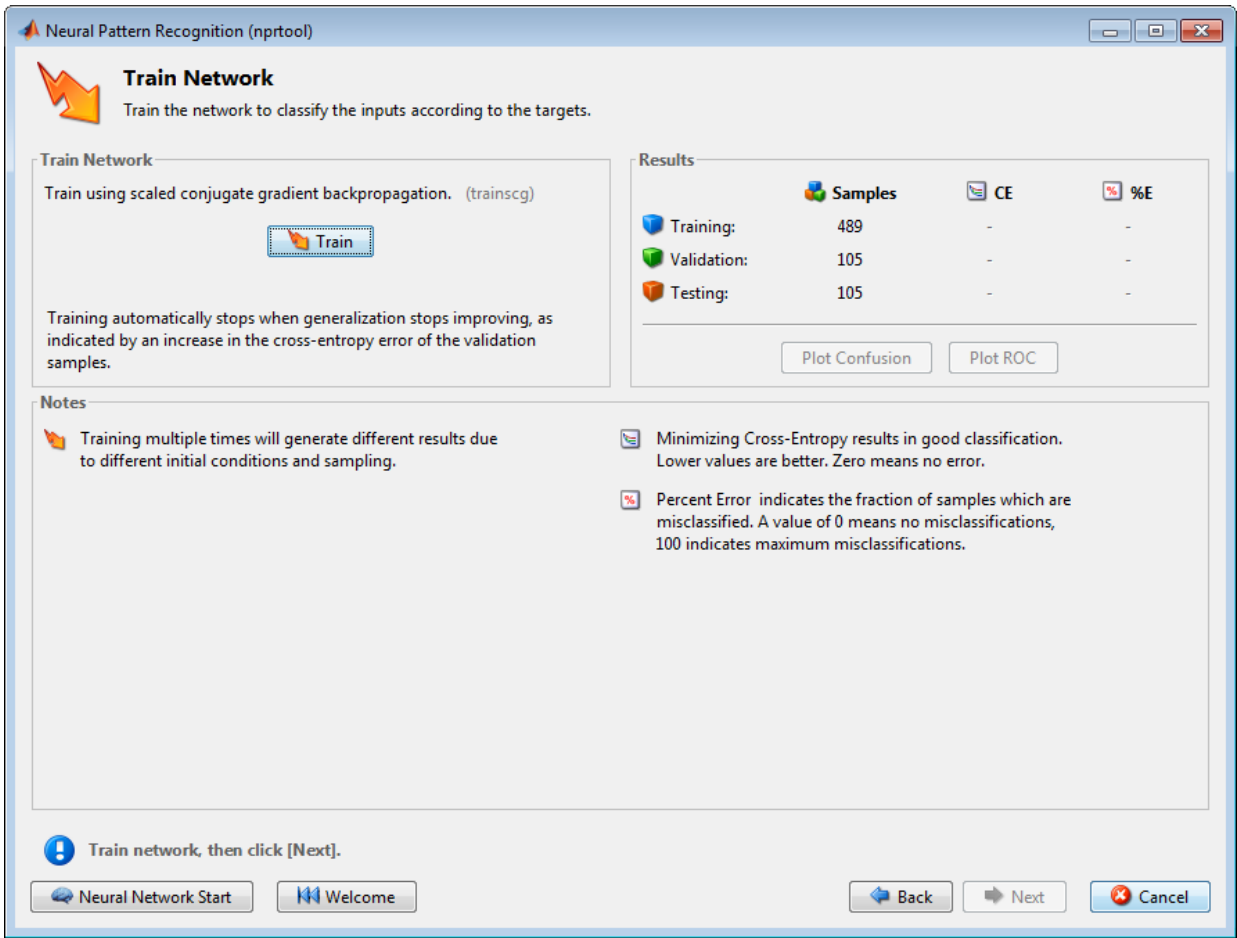 Neural Pattern Recognition (nprtool)
Train Network
Train the network to classify the inputs according to the targets.
Train Network
Train using scaled conjugate gradient backpropagation. (trainscg)
Train
Training automatically stops when generalization stops improving, as
indicated by an increase in the cross-entropy error of the validation
samples.
Results
Samples CE %E
Training: 489 - -
Validation: 105 - -
Testing: 105 - -
Plot Confusion Plot ROC
Notes
Training multiple times will generate different results due
to different initial conditions and sampling.
Minimizing Cross-Entropy results in good classification.
Lower values are better. Zero means no error.
Percent Error indicates the fraction of samples which are
misclassified. A value of 0 means no misclassifications,
100 indicates maximum misclassifications.
Train network, then click [Next].
Neural Network Start Welcome Back Next Cancel